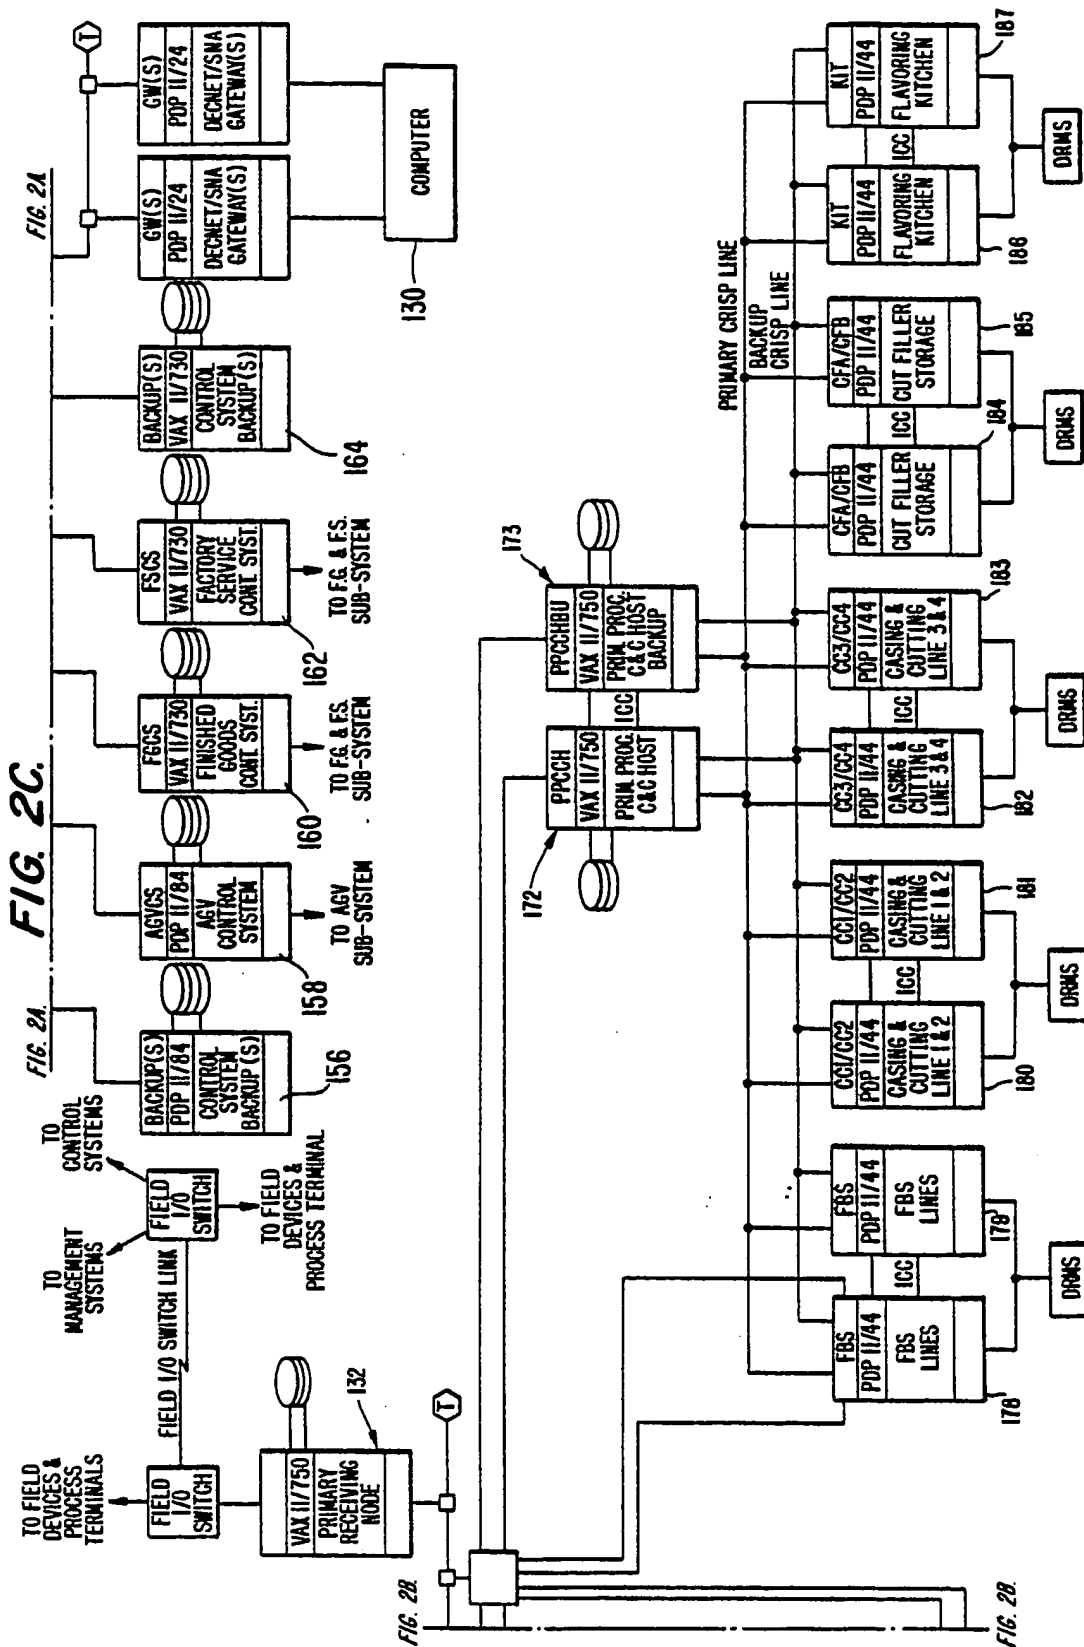 FIG. 2C.
FIG. 2A.
FIG. 2A.
TO FIELD
DEVICES &
PROCESS
TERMINALS
FIELD
I/O
SWITCH
FIELD I/O SWITCH LINK
TO
MANAGEMENT
SYSTEMS
TO
CONTROL
SYSTEMS
FIELD
I/O
SWITCH
TO FIELD
DEVICES &
PROCESS TERMINAL
VAX 11/750
PRIMARY
RECEIVING
NODE
132
T
BACKUP(S)
PDP 11/84
CONTROL
SYSTEM
BACKUP(S)
156
AGVCS
PDP 11/84
AGV
CONTROL
SYSTEM
158
TO AGV
SUB-SYSTEM
FGCS
VAX 11/730
FINISHED
GOODS
CONT. SYST.
160
TO F.G. & F.S.
SUB-SYSTEM
FSCS
VAX 11/730
FACTORY
SERVICE
CONT. SYST.
162
TO F.G. & F.S.
SUB-SYSTEM
BACKUP(S)
VAX 11/730
CONTROL
SYSTEM
BACKUP(S)
164
GW(S)
PDP 11/24
DECNET/SNA
GATEWAY(S)
GW(S)
PDP 11/24
DECNET/SNA
GATEWAY(S)
T
COMPUTER
130
FIG. 2B.
FIG. 2B.
172
PPCCH
VAX 11/750
PRIM. PROC.
C&C HOST
ICC
173
PPCCHBU
VAX 11/750
PRIM. PROC.
C&C HOST
BACKUP
PRIMARY CRISP LINE
BACKUP
CRISP LINE
FBS
PDP 11/44
FBS
LINES
178
ICC
FBS
PDP 11/44
FBS
LINES
179
DRMS
CC1/CC2
PDP 11/44
CASING &
CUTTING
LINE 1 & 2
180
ICC
CC1/CC2
PDP 11/44
CASING &
CUTTING
LINE 1 & 2
181
DRMS
CC3/CC4
PDP 11/44
CASING &
CUTTING
LINE 3 & 4
182
ICC
CC3/CC4
PDP 11/44
CASING &
CUTTING
LINE 3 & 4
183
DRMS
CFA/CFB
PDP 11/44
CUT FILLER
STORAGE
184
ICC
CFA/CFB
PDP 11/44
CUT FILLER
STORAGE
185
DRMS
KIT
PDP 11/44
FLAVORING
KITCHEN
186
ICC
KIT
PDP 11/44
FLAVORING
KITCHEN
187
DRMS